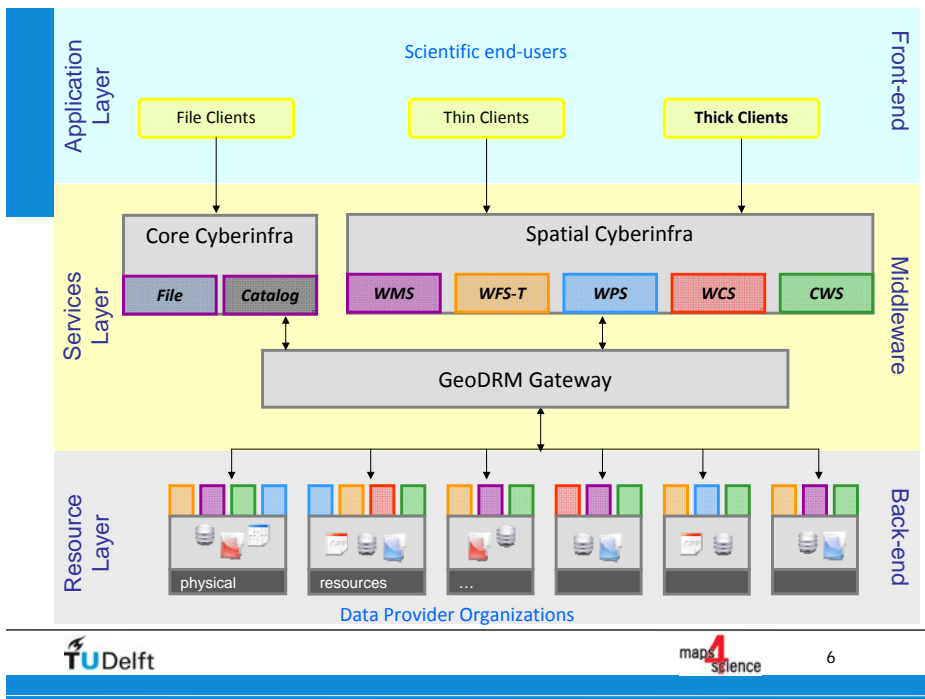 Scientific end-users
Application
Layer
Front-end
File Clients
Thin Clients
Thick Clients
Services
Layer
Middleware
Core Cyberinfra
File
Catalog
Spatial Cyberinfra
WMS
WFS-T
WPS
WCS
CWS
GeoDRM Gateway
Resource
Layer
Back-end
physical
resources
...
Data Provider Organizations
TUDelft
maps4science
6